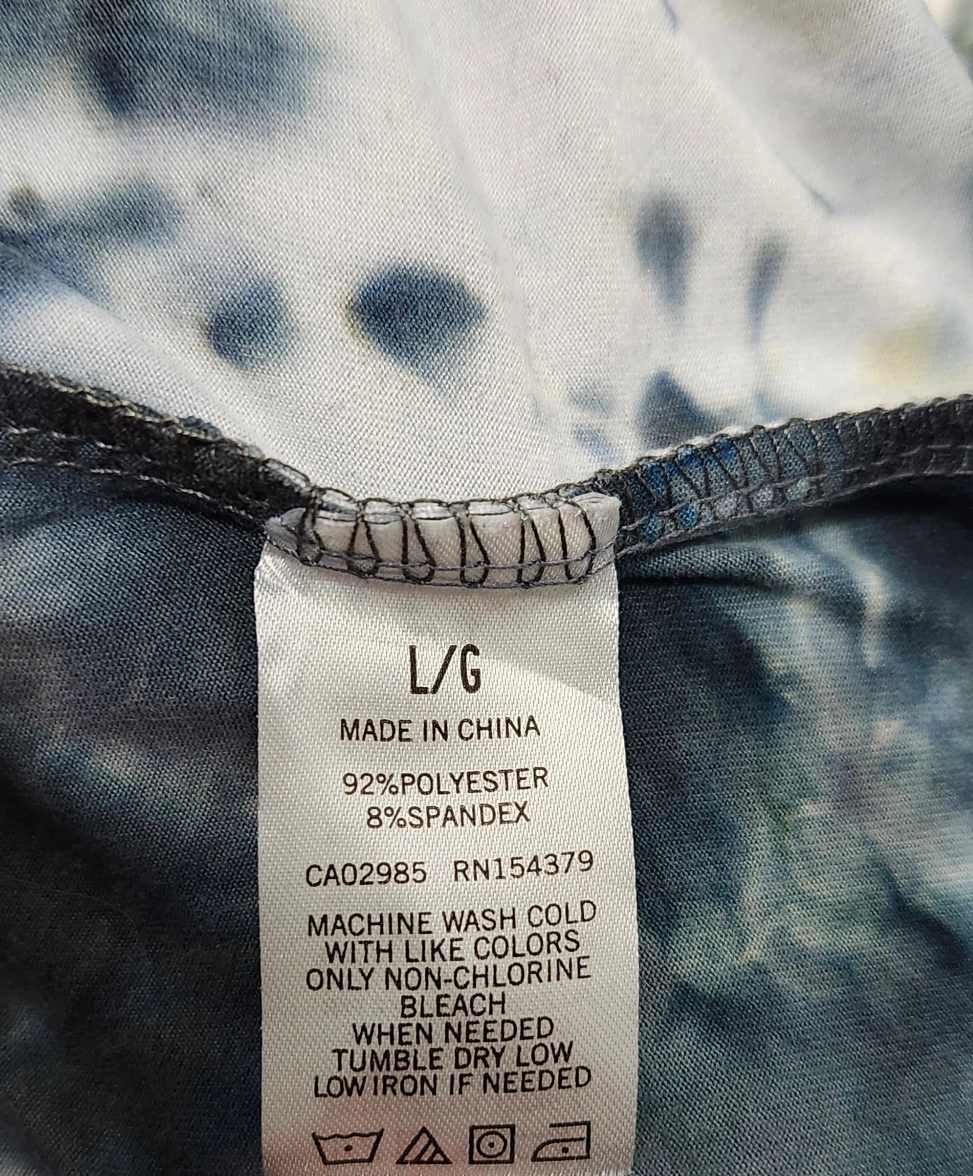 L/G
MADE IN CHINA
92%POLYESTER
8%SPANDEX
CA02985 RN154379
MACHINE WASH COLD
WITH LIKE COLORS
ONLY NON-CHLORINE
BLEACH
WHEN NEEDED
TUMBLE DRY LOW
LOW IRON IF NEEDED